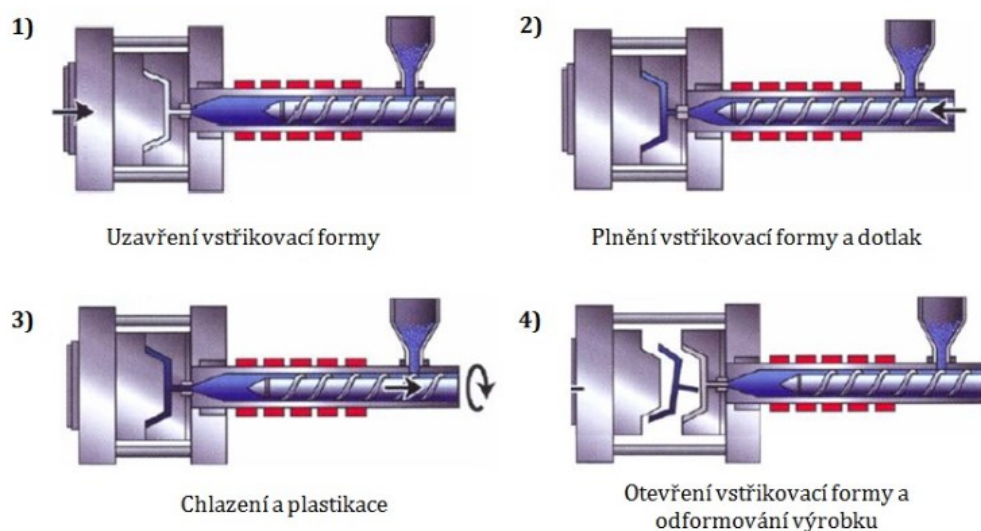 1)
2)
Uzavření vstřikovací formy
Plnění vstřikovací formy a dotlak
3)
4)
Chlazení a plastikace
Otevření vstřikovací formy a
odformování výrobku